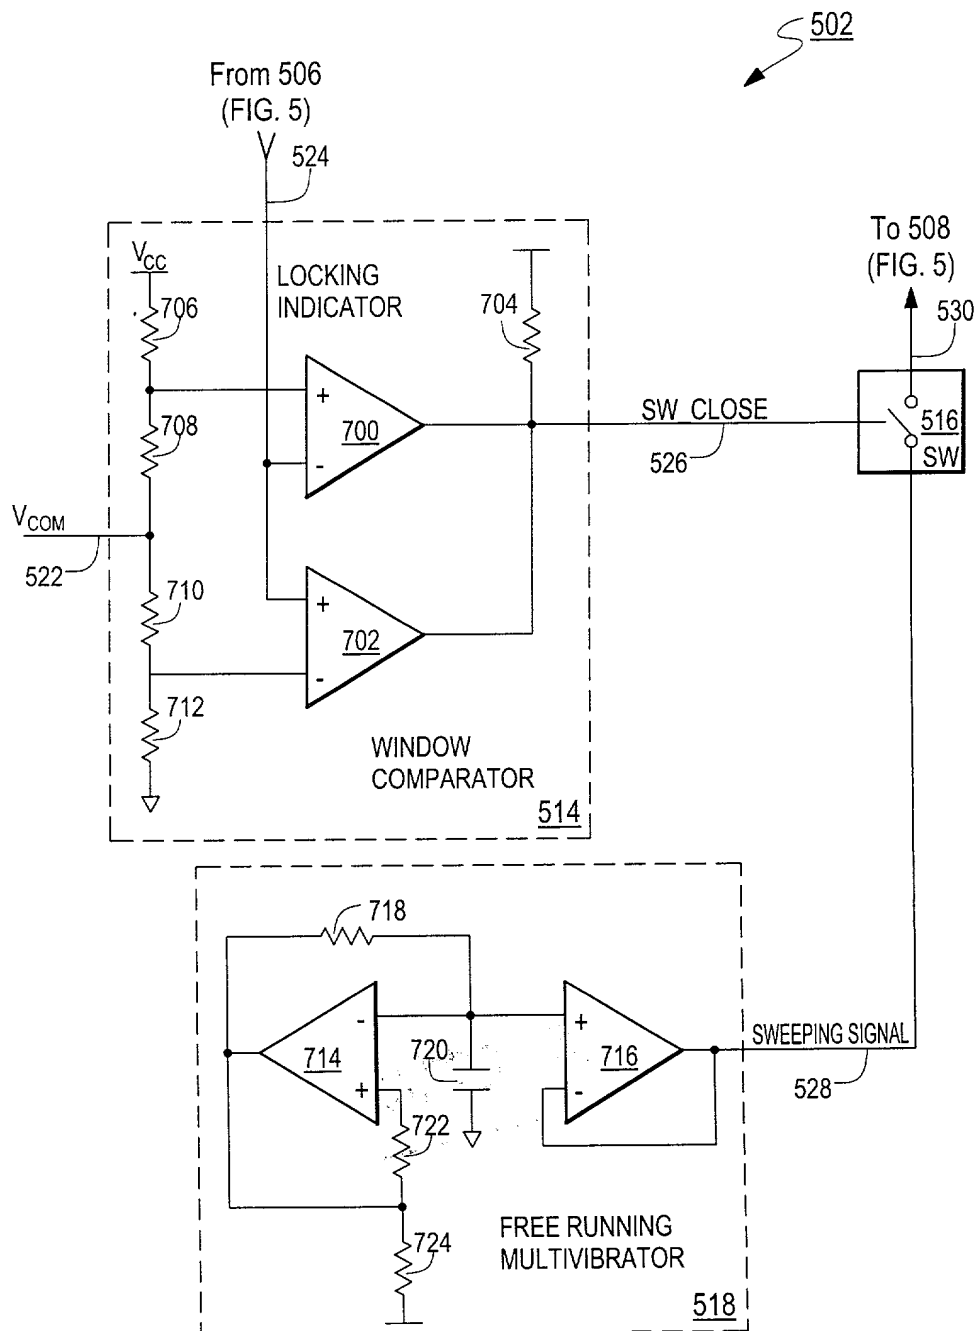 502
From 506
(FIG. 5)
524
To 508
(FIG. 5)
530
VCC
LOCKING
INDICATOR
706
704
+
700
-
708
SW CLOSE
526
516
SW
VCOM
522
710
+
702
-
712
WINDOW
COMPARATOR
514
718
-
714
+
720
+
716
-
SWEEPING SIGNAL
528
722
724
FREE RUNNING
MULTIVIBRATOR
518